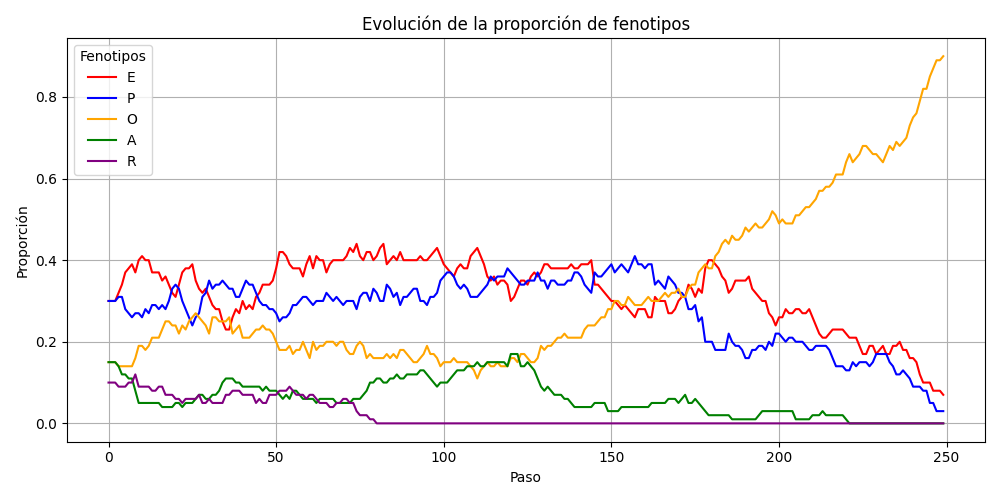 Evolución de la proporción de fenotipos
Fenotipos
E
P
O
A
R
Proporción
0.8
0.6
0.4
0.2
0.0
0
50
100
150
200
250
Paso